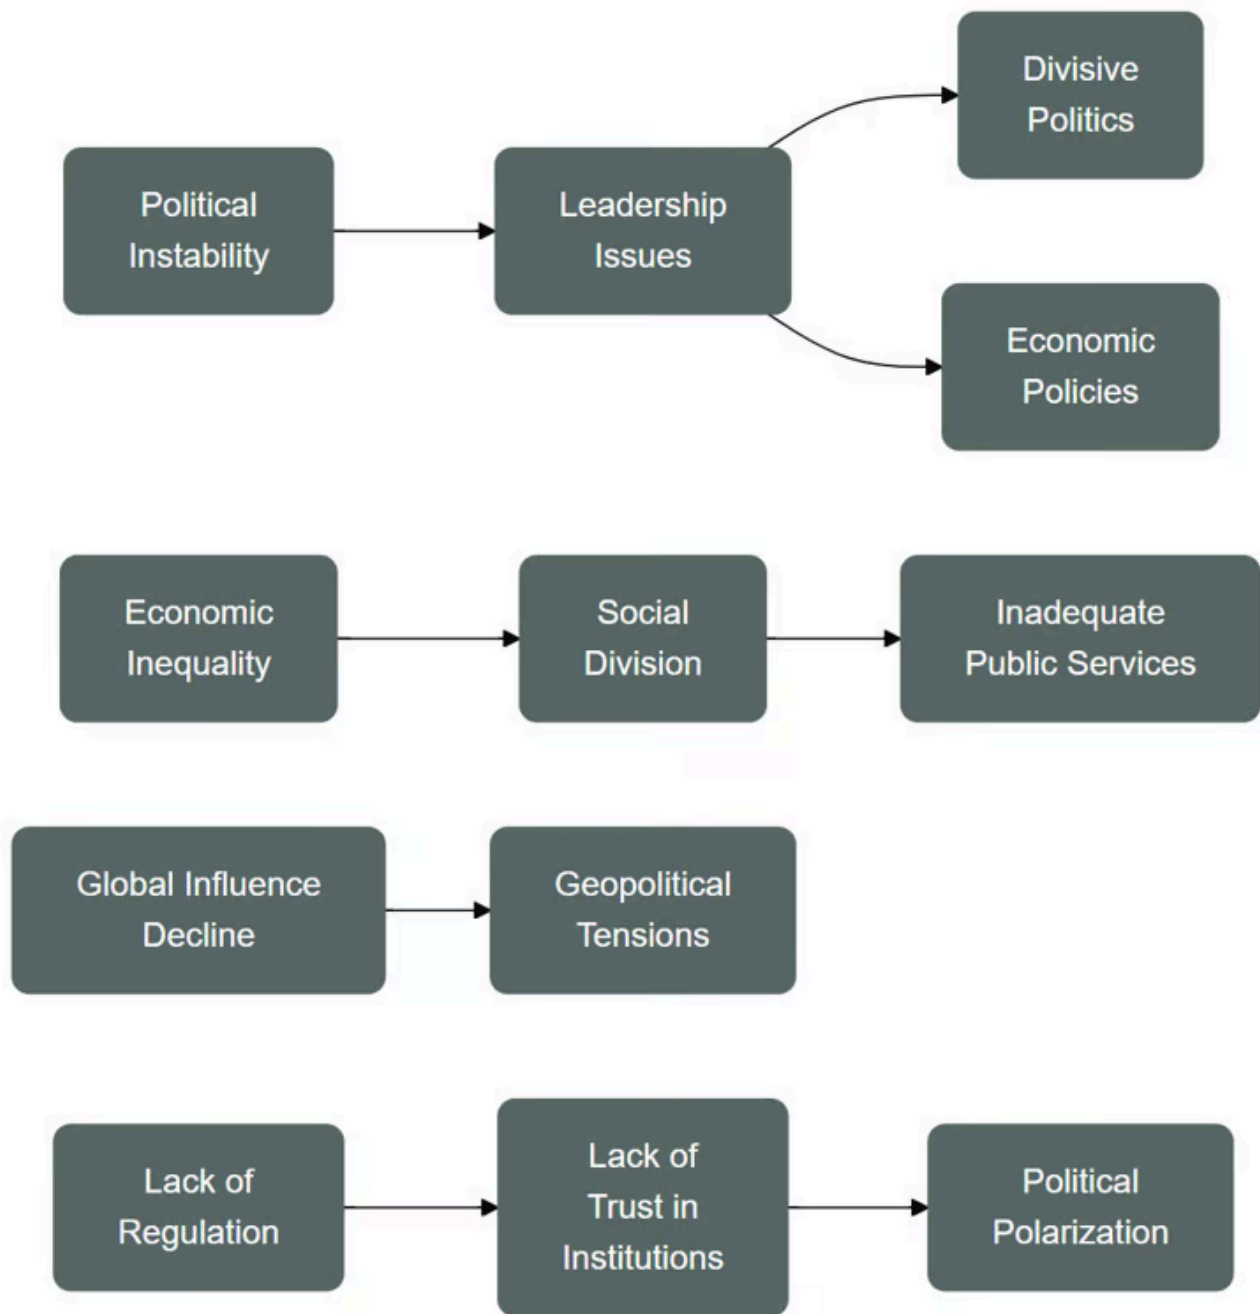 Divisive
Politics
Political
Instability
Leadership
Issues
Economic
Policies
Economic
Inequality
Social
Division
Inadequate
Public Services
Global Influence
Decline
Geopolitical
Tensions
Lack of
Regulation
Lack of
Trust in
Institutions
Political
Polarization